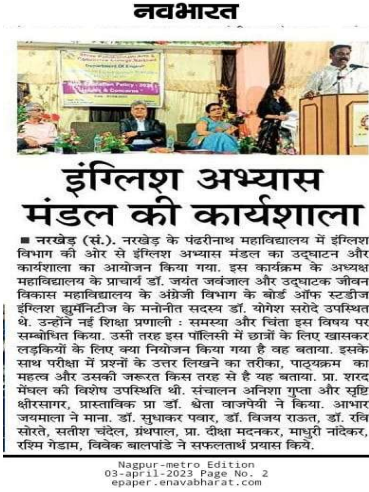 नवभारत
Department Of English
इंग्लिश अभ्यास
मंडल की कार्यशाला
■ नरखेड़ (सं.). नरखेड़ के पंढरीनाथ महाविद्यालय में इंग्लिश
विभाग की ओर से इंग्लिश अभ्यास मंडल का उद्घाटन और
कार्यशाला का आयोजन किया गया. इस कार्यक्रम के अध्यक्ष
महाविद्यालय के प्राचार्य डॉ. जयंत जवंजाल और उद्घाटक जीवन
विकास महाविद्यालय के अंग्रेजी विभाग के बोर्ड ऑफ स्टडीज
इंग्लिश ह्युमॅनिटीज के मनोनीत सदस्य डॉ. योगेश सरोदे उपस्थित
थे. उन्होंने नई शिक्षा प्रणाली : समस्या और चिंता इस विषय पर
सम्बोधित किया. उसी तरह इस पॉलिसी में छात्रों के लिए खासकर
लड़कियों के लिए क्या नियोजन किया गया है वह बताया. इसके
साथ परीक्षा में प्रश्नों के उत्तर लिखने का तरीका, पाठ्यक्रम का
महत्व और उसकी जरूरत किस तरह से है यह बताया. प्रा. शरद
मेंघल की विशेष उपस्थिती थी. संचालन अनिशा गुप्ता और सृष्टि
क्षीरसागर, प्रास्ताविक प्रा डॉ. श्वेता वाजपेयी ने किया. आभार
जयमाला ने माना. डॉ. सुधाकर पवार, डॉ. विजय राऊत, डॉ. रवि
सोरते, सतीश चंदेल, ग्रंथपाल, प्रा. दीक्षा मदनकर, माधुरी नांदेकर,
रश्मि गेडाम, विवेक बालपांडे ने सफलतार्थ प्रयास किये.
Nagpur-metro Edition
03-april-2023 Page No. 2
epaper.enavabharat.com